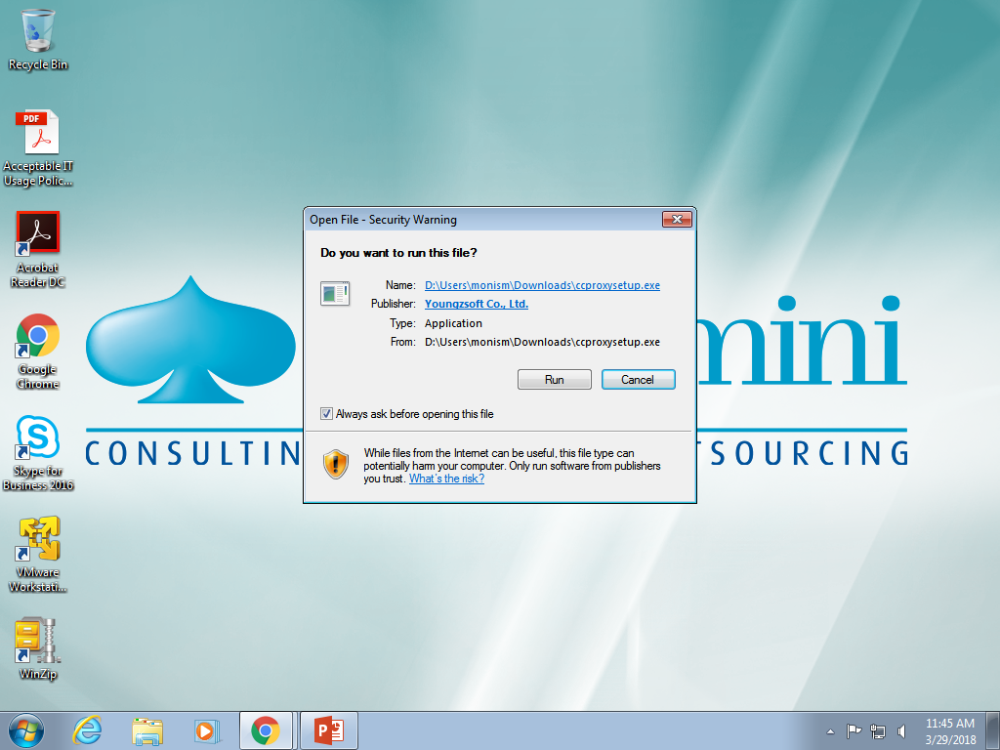 Recycle Bin
PDF
Acceptable IT
Usage Polic...
Acrobat
Reader DC
Google
Chrome
Skype for
Business 2016
VMware
Workstati...
WinZip
mini
CONSULTIN
TSOURCING
Open File - Security Warning
Do you want to run this file?
Name: D:\Users\monism\Downloads\ccproxysetup.exe
Publisher: Youngzsoft Co., Ltd.
Type: Application
From: D:\Users\monism\Downloads\ccproxysetup.exe
Run Cancel
Always ask before opening this file
While files from the Internet can be useful, this file type can
potentially harm your computer. Only run software from publishers
you trust. What's the risk?
11:45 AM
3/29/2018